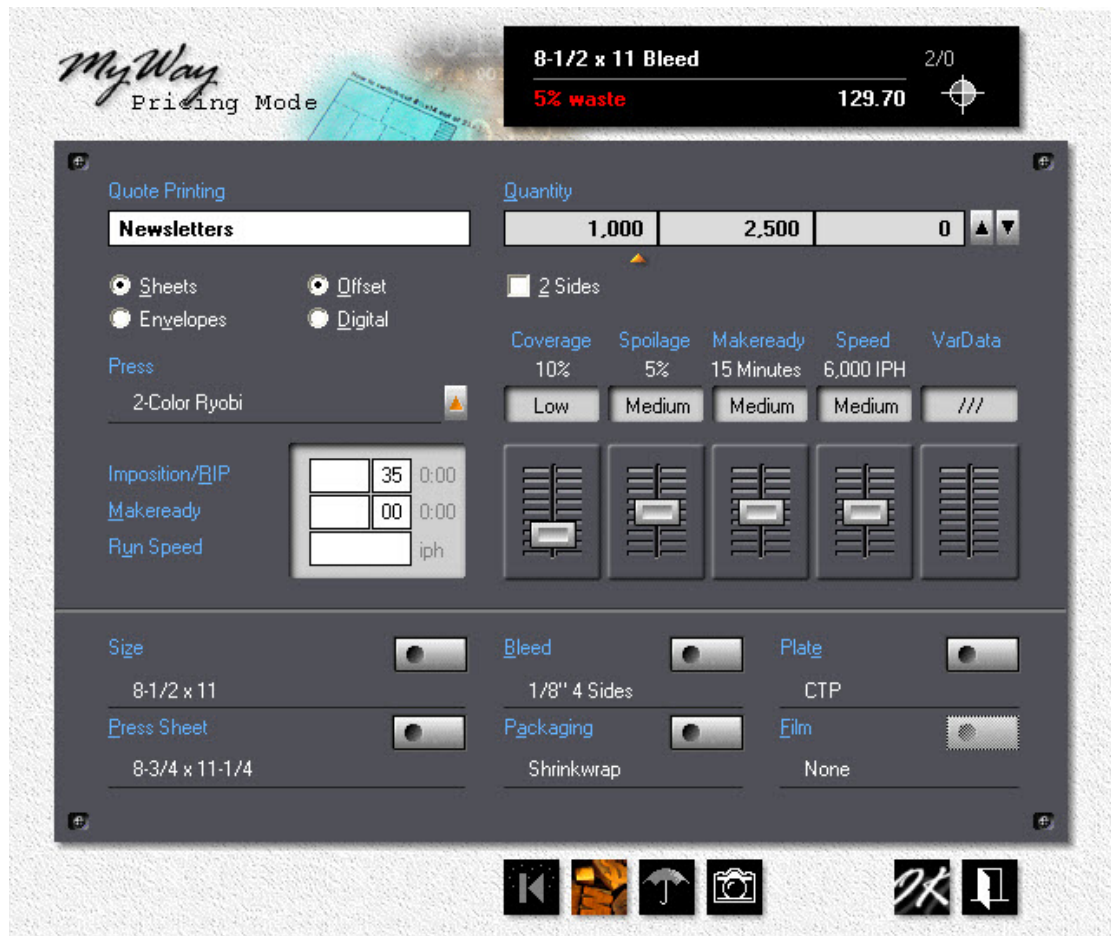 MyWay
Pricing Mode
8-1/2 x 11 Bleed 2/0
5% waste 129.70
Quote Printing
Newsletters
Quantity
1,000 2,500 0
Sheets Offset
Envelopes Digital
2 Sides
Press
2-Color Ryobi
Coverage Spoilage Makeready Speed VarData
10% 5% 15 Minutes 6,000 IPH
Low Medium Medium Medium ///
Imposition/RIP 35 0:00
Makeready 00 0:00
Run Speed iph
Size Bleed Plate
8-1/2 x 11 1/8" 4 Sides CTP
Press Sheet Packaging Film
8-3/4 x 11-1/4 Shrinkwrap None
OK